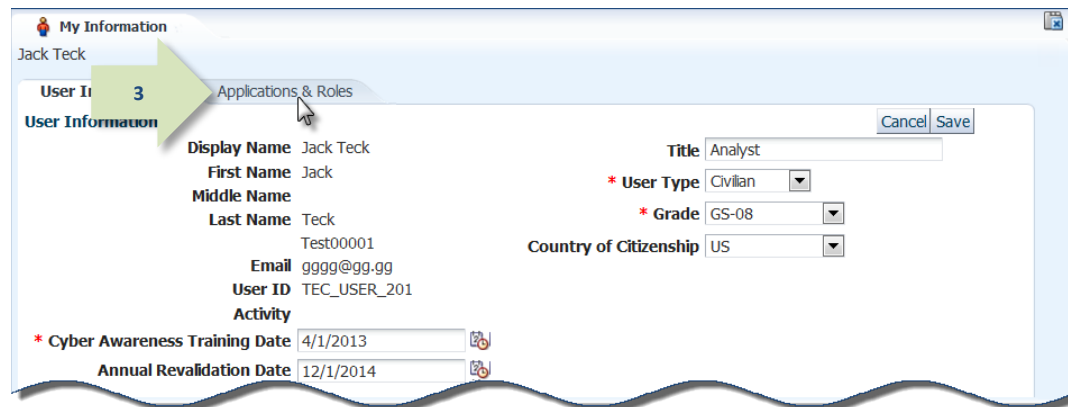 My Information
Jack Teck
3
Applications & Roles
User Information
Cancel Save
Display Name Jack Teck
First Name Jack
Middle Name
Last Name Teck
Test00001
Email gggg@gg.gg
User ID TEC_USER_201
Activity
* Cyber Awareness Training Date 4/1/2013
Annual Revalidation Date 12/1/2014
Title Analyst
* User Type Civilian
* Grade GS-08
Country of Citizenship US